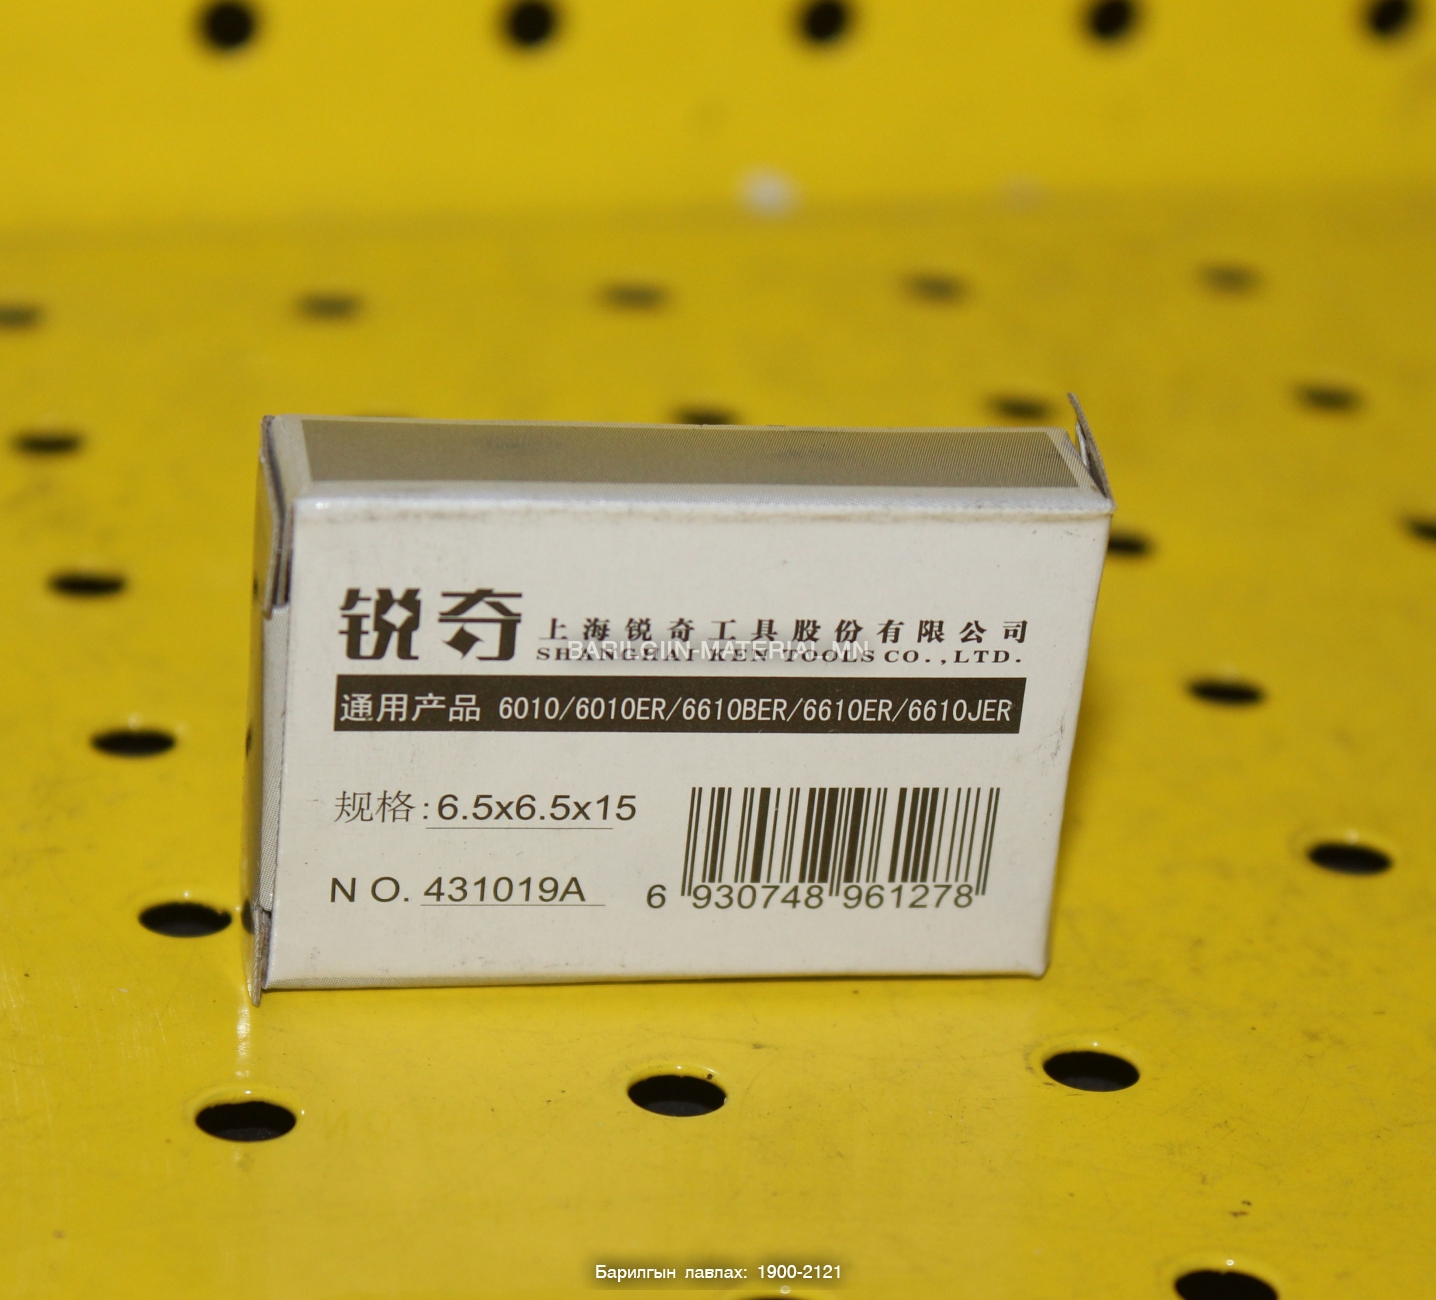 锐奇 上海锐奇工具股份有限公司
SHANGHAI KEN TOOLS CO.,LTD.
BARILGIIN-MATERIAL.MN
通用产品 6010/6010ER/6610BER/6610ER/6610JER
规格:6.5x6.5x15
NO. 431019A
6 930748 961278
Барилгын лавлах: 1900-2121